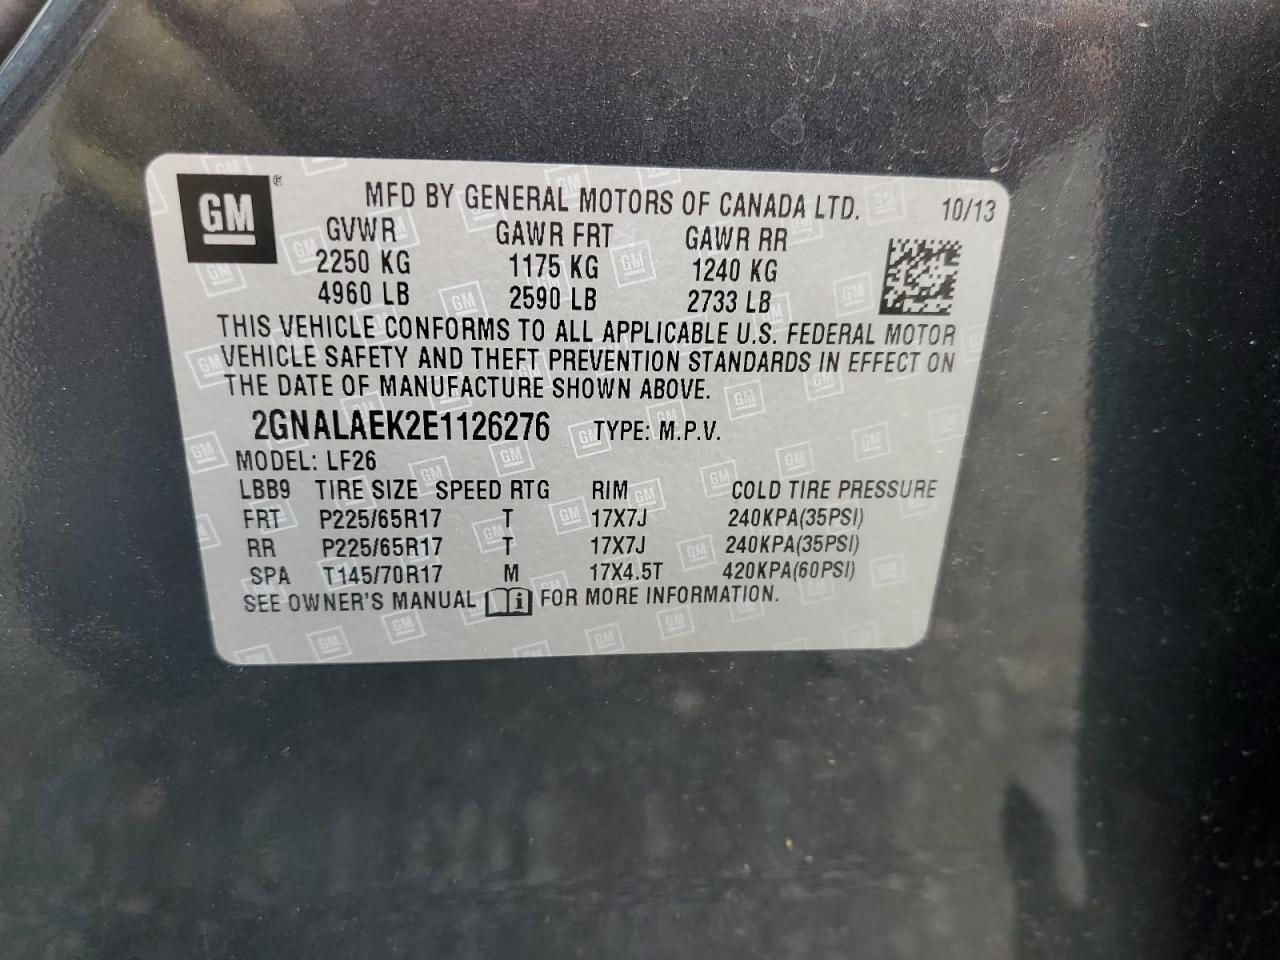 GM® MFD BY GENERAL MOTORS OF CANADA LTD. 10/13
GVWR GAWR FRT GAWR RR
2250 KG 1175 KG 1240 KG
4960 LB 2590 LB 2733 LB
THIS VEHICLE CONFORMS TO ALL APPLICABLE U.S. FEDERAL MOTOR
VEHICLE SAFETY AND THEFT PREVENTION STANDARDS IN EFFECT ON
THE DATE OF MANUFACTURE SHOWN ABOVE.
2GNALAEK2E1126276 TYPE: M.P.V.
MODEL: LF26
LBB9 TIRE SIZE SPEED RTG RIM COLD TIRE PRESSURE
FRT P225/65R17 T 17X7J 240KPA(35PSI)
RR P225/65R17 T 17X7J 240KPA(35PSI)
SPA T145/70R17 M 17X4.5T 420KPA(60PSI)
SEE OWNER'S MANUAL i FOR MORE INFORMATION.